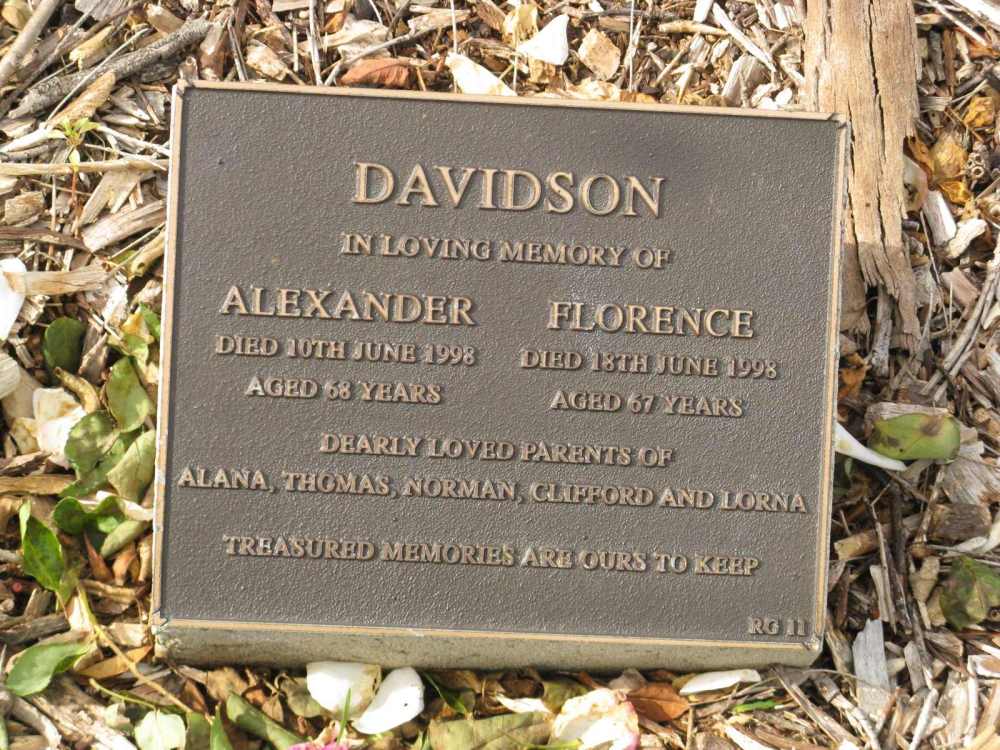 DAVIDSON
IN LOVING MEMORY OF
ALEXANDER FLORENCE
DIED 10TH JUNE 1998 DIED 18TH JUNE 1998
AGED 68 YEARS AGED 67 YEARS
DEARLY LOVED PARENTS OF
ALANA, THOMAS, NORMAN, CLIFFORD AND LORNA
TREASURED MEMORIES ARE OURS TO KEEP
RG 11